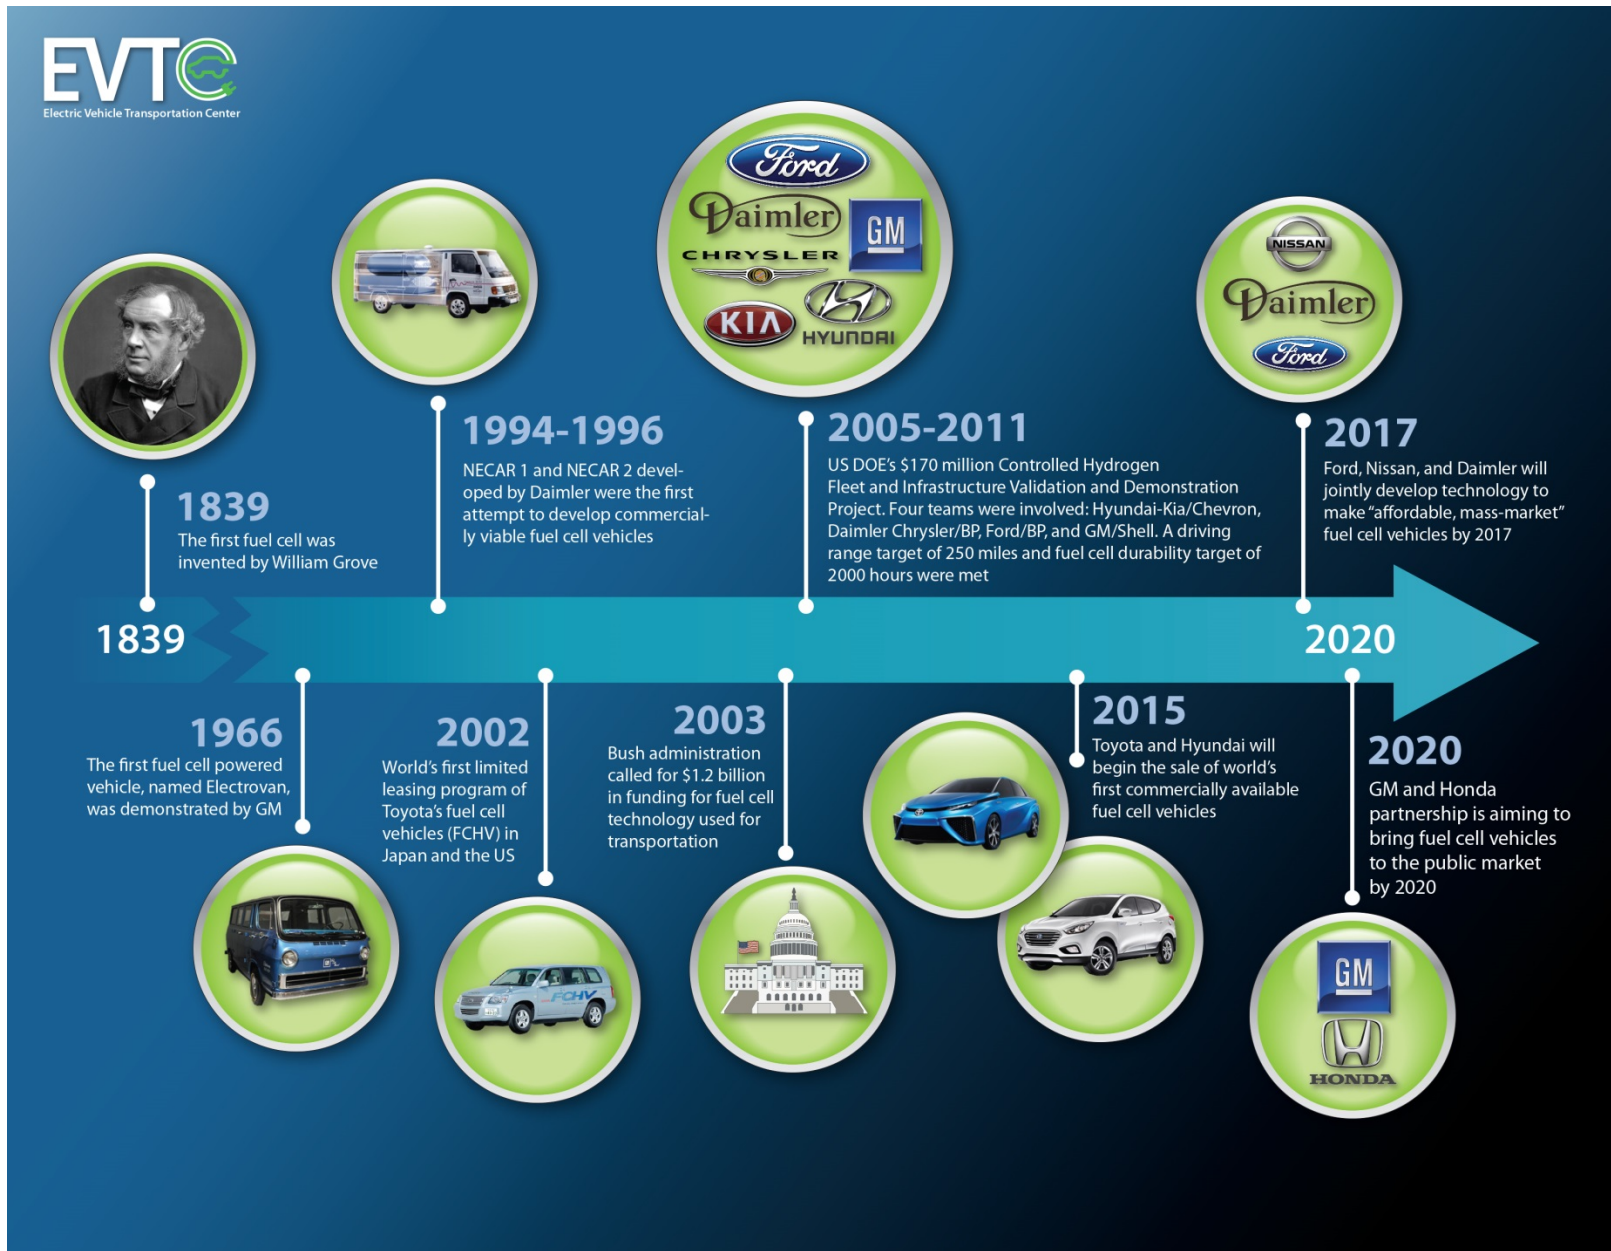 EVTC
Electric Vehicle Transportation Center
1839
The first fuel cell was
invented by William Grove
1994-1996
NECAR 1 and NECAR 2 devel-
oped by Daimler were the first
attempt to develop commercial-
ly viable fuel cell vehicles
Ford
Daimler
GM
CHRYSLER
KIA
HYUNDAI
2005-2011
US DOE’s $170 million Controlled Hydrogen
Fleet and Infrastructure Validation and Demonstration
Project. Four teams were involved: Hyundai-Kia/Chevron,
Daimler Chrysler/BP, Ford/BP, and GM/Shell. A driving
range target of 250 miles and fuel cell durability target of
2000 hours were met
NISSAN
Daimler
Ford
2017
Ford, Nissan, and Daimler will
jointly develop technology to
make “affordable, mass-market”
fuel cell vehicles by 2017
1839
2020
1966
The first fuel cell powered
vehicle, named Electrovan,
was demonstrated by GM
2002
World’s first limited
leasing program of
Toyota’s fuel cell
vehicles (FCHV) in
Japan and the US
FCHV
2003
Bush administration
called for $1.2 billion
in funding for fuel cell
technology used for
transportation
2015
Toyota and Hyundai will
begin the sale of world’s
first commercially available
fuel cell vehicles
2020
GM and Honda
partnership is aiming to
bring fuel cell vehicles
to the public market
by 2020
GM
HONDA